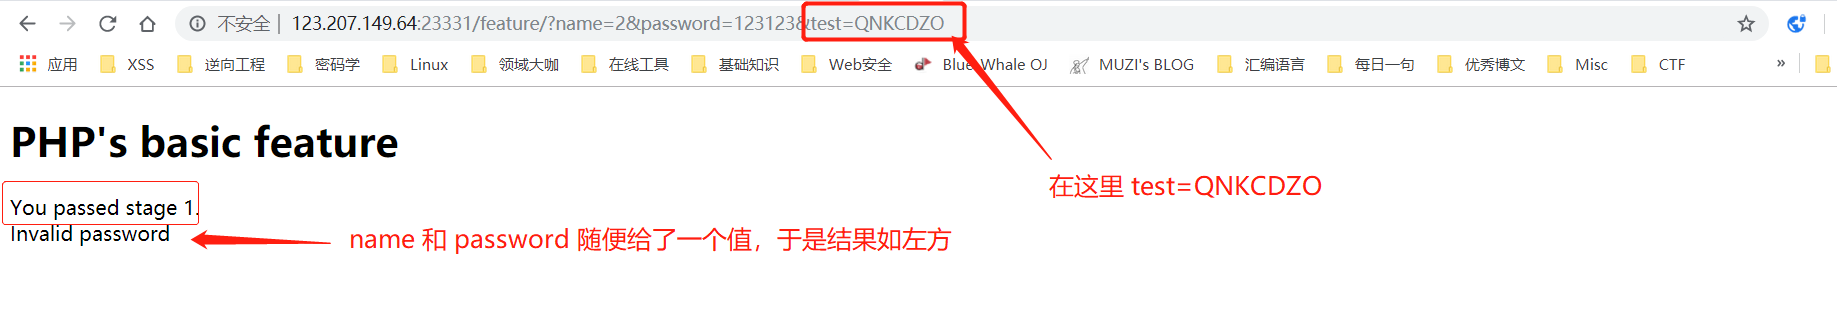 不安全 | 123.207.149.64:23331/feature/?name=2&password=123123&test=QNKCDZO
应用 XSS 逆向工程 密码学 Linux 领域大咖 在线工具 基础知识 Web安全 Blue Whale OJ MUZI's BLOG 汇编语言 每日一句 优秀博文 Misc CTF »
PHP's basic feature
在这里 test=QNKCDZO
You passed stage 1.
Invalid password
name 和 password 随便给了一个值，于是结果如左方